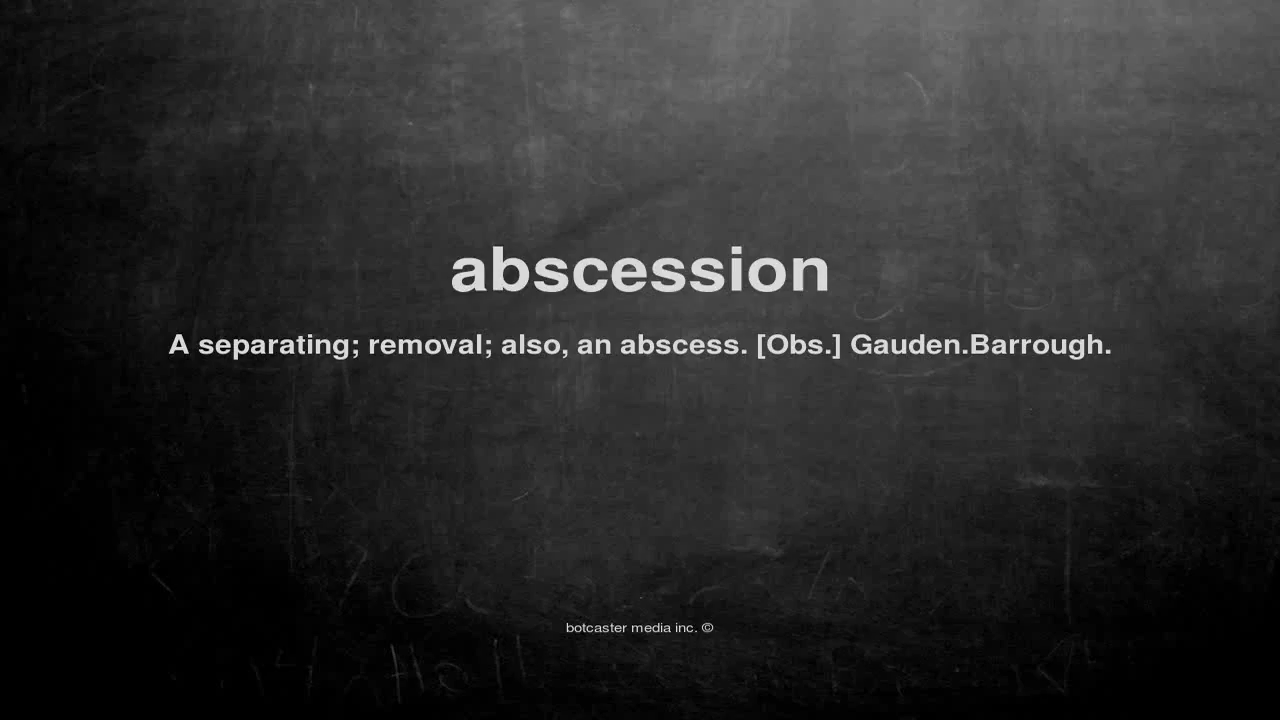 abscession
A separating; removal; also, an abscess. [Obs.] Gauden.Barrough.
botcaster media inc. ©